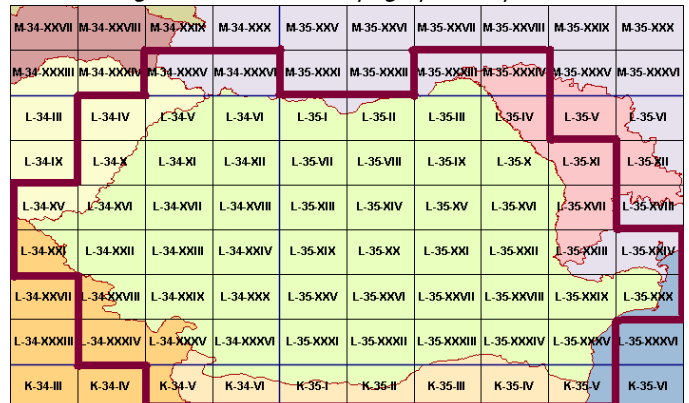 M-34-XXVII M-34-XXVIII M-34-XXIX M-34-XXX M-35-XXV M-35-XXVI M-35-XXVII M-35-XXVIII M-35-XXIX M-35-XXX
M-34-XXXIII M-34-XXXIV M-34-XXXV M-34-XXXVI M-35-XXXI M-35-XXXII M-35-XXXIII M-35-XXXIV M-35-XXXV M-35-XXXVI
L-34-III L-34-IV L-34-V L-34-VI L-35-I L-35-II L-35-III L-35-IV L-35-V L-35-VI
L-34-IX L-34-X L-34-XI L-34-XII L-35-VII L-35-VIII L-35-IX L-35-X L-35-XI L-35-XII
L-34-XV L-34-XVI L-34-XVII L-34-XVIII L-35-XIII L-35-XIV L-35-XV L-35-XVI L-35-XVII L-35-XVIII
L-34-XXI L-34-XXII L-34-XXIII L-34-XXIV L-35-XIX L-35-XX L-35-XXI L-35-XXII L-35-XXIII L-35-XXIV
L-34-XXVII L-34-XXVIII L-34-XXIX L-34-XXX L-35-XXV L-35-XXVI L-35-XXVII L-35-XXVIII L-35-XXIX L-35-XXX
L-34-XXXIII L-34-XXXIV L-34-XXXV L-34-XXXVI L-35-XXXI L-35-XXXII L-35-XXXIII L-35-XXXIV L-35-XXXV L-35-XXXVI
K-34-III K-34-IV K-34-V K-34-VI K-35-I K-35-II K-35-III K-35-IV K-35-V K-35-VI